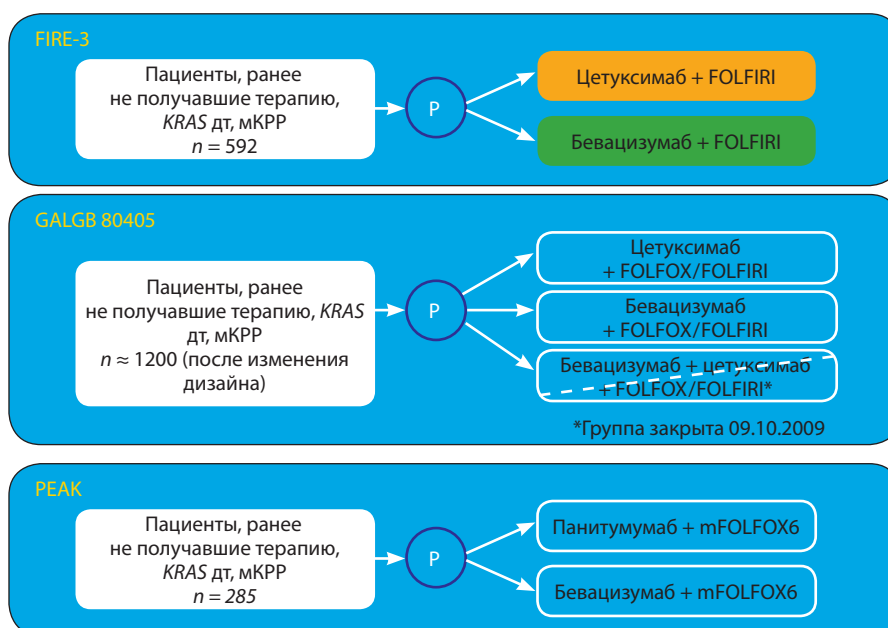 FIRE-3
Пациенты, ранее
не получавшие терапию,
KRAS дт, мКРР
n = 592
Р
Цетуксимаб + FOLFIRI
Бевацизумаб + FOLFIRI
GALGB 80405
Пациенты, ранее
не получавшие терапию, KRAS
дт, мКРР
n ≈ 1200 (после изменения
дизайна)
Р
Цетуксимаб
+ FOLFOX/FOLFIRI
Бевацизумаб
+ FOLFOX/FOLFIRI
Бевацизумаб + цетуксимаб
+ FOLFOX/FOLFIRI*
*Группа закрыта 09.10.2009
PEAK
Пациенты, ранее
не получавшие терапию,
KRAS дт, мКРР
n = 285
Р
Панитумумаб + mFOLFOX6
Бевацизумаб + mFOLFOX6